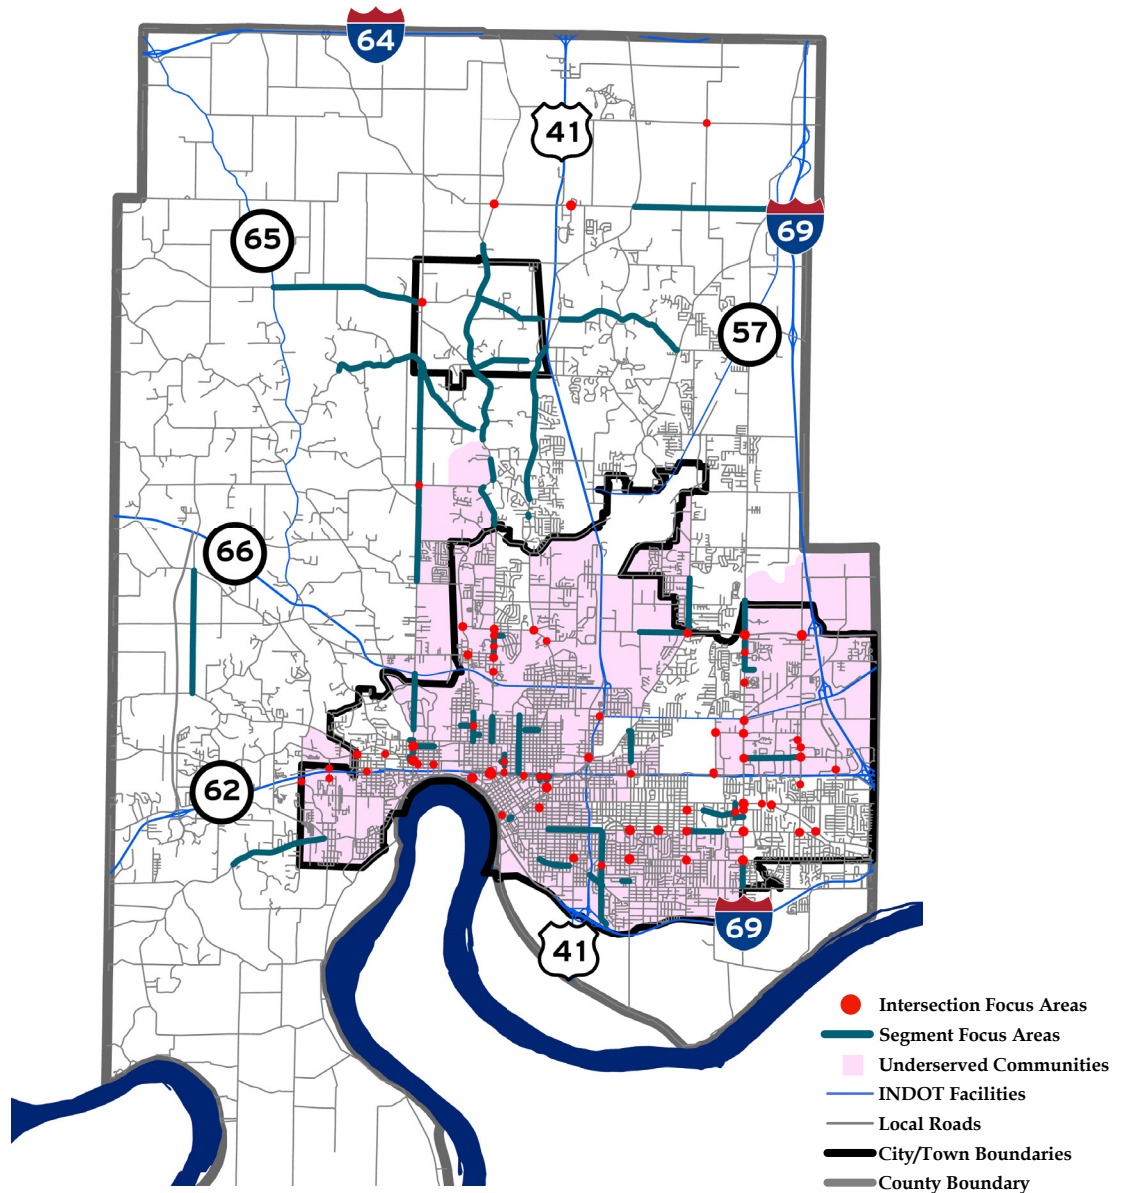 64
41
65
69
57
66
62
69
41
Intersection Focus Areas
Segment Focus Areas
Underserved Communities
INDOT Facilities
Local Roads
City/Town Boundaries
County Boundary